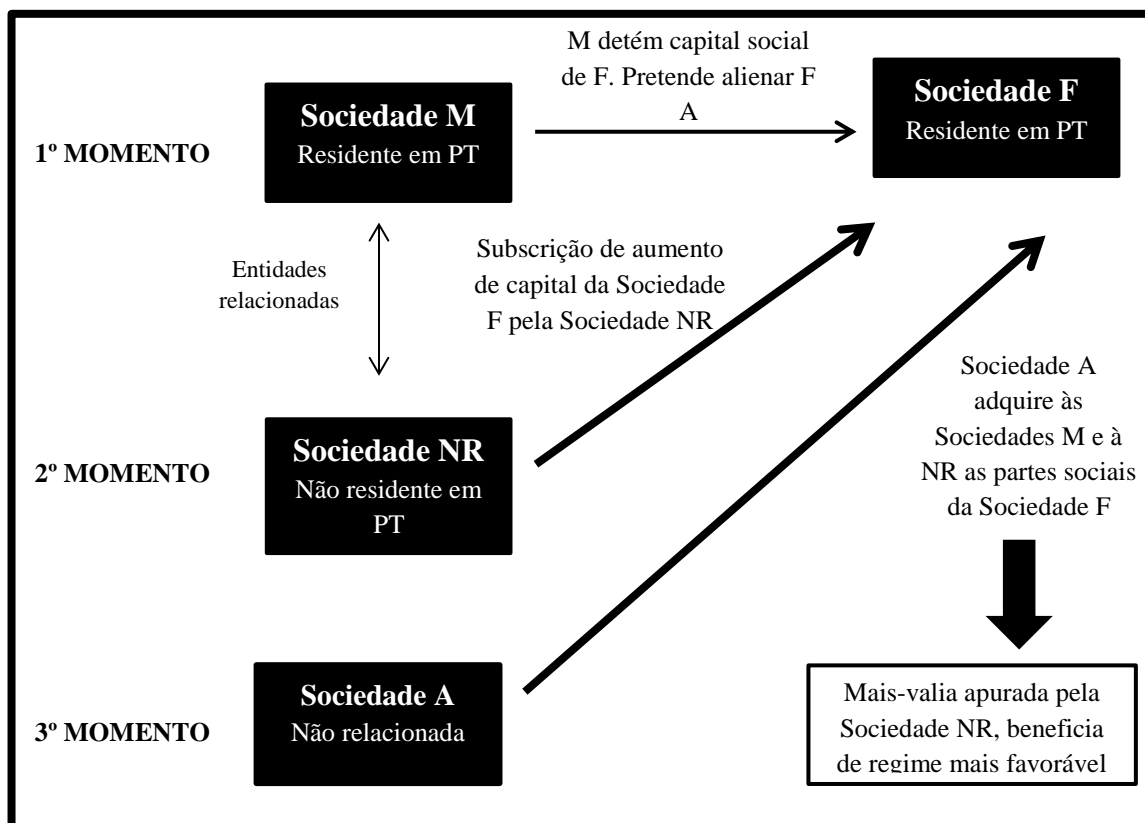 M detém capital social
de F. Pretende alienar F
A
Sociedade M
Residente em PT
Sociedade F
Residente em PT
1º MOMENTO
Entidades
relacionadas
Subscrição de aumento
de capital da Sociedade
F pela Sociedade NR
Sociedade A
adquire às
Sociedades M e à
NR as partes sociais
da Sociedade F
2º MOMENTO
Sociedade NR
Não residente em
PT
3º MOMENTO
Sociedade A
Não relacionada
Mais-valia apurada pela
Sociedade NR, beneficia
de regime mais favorável